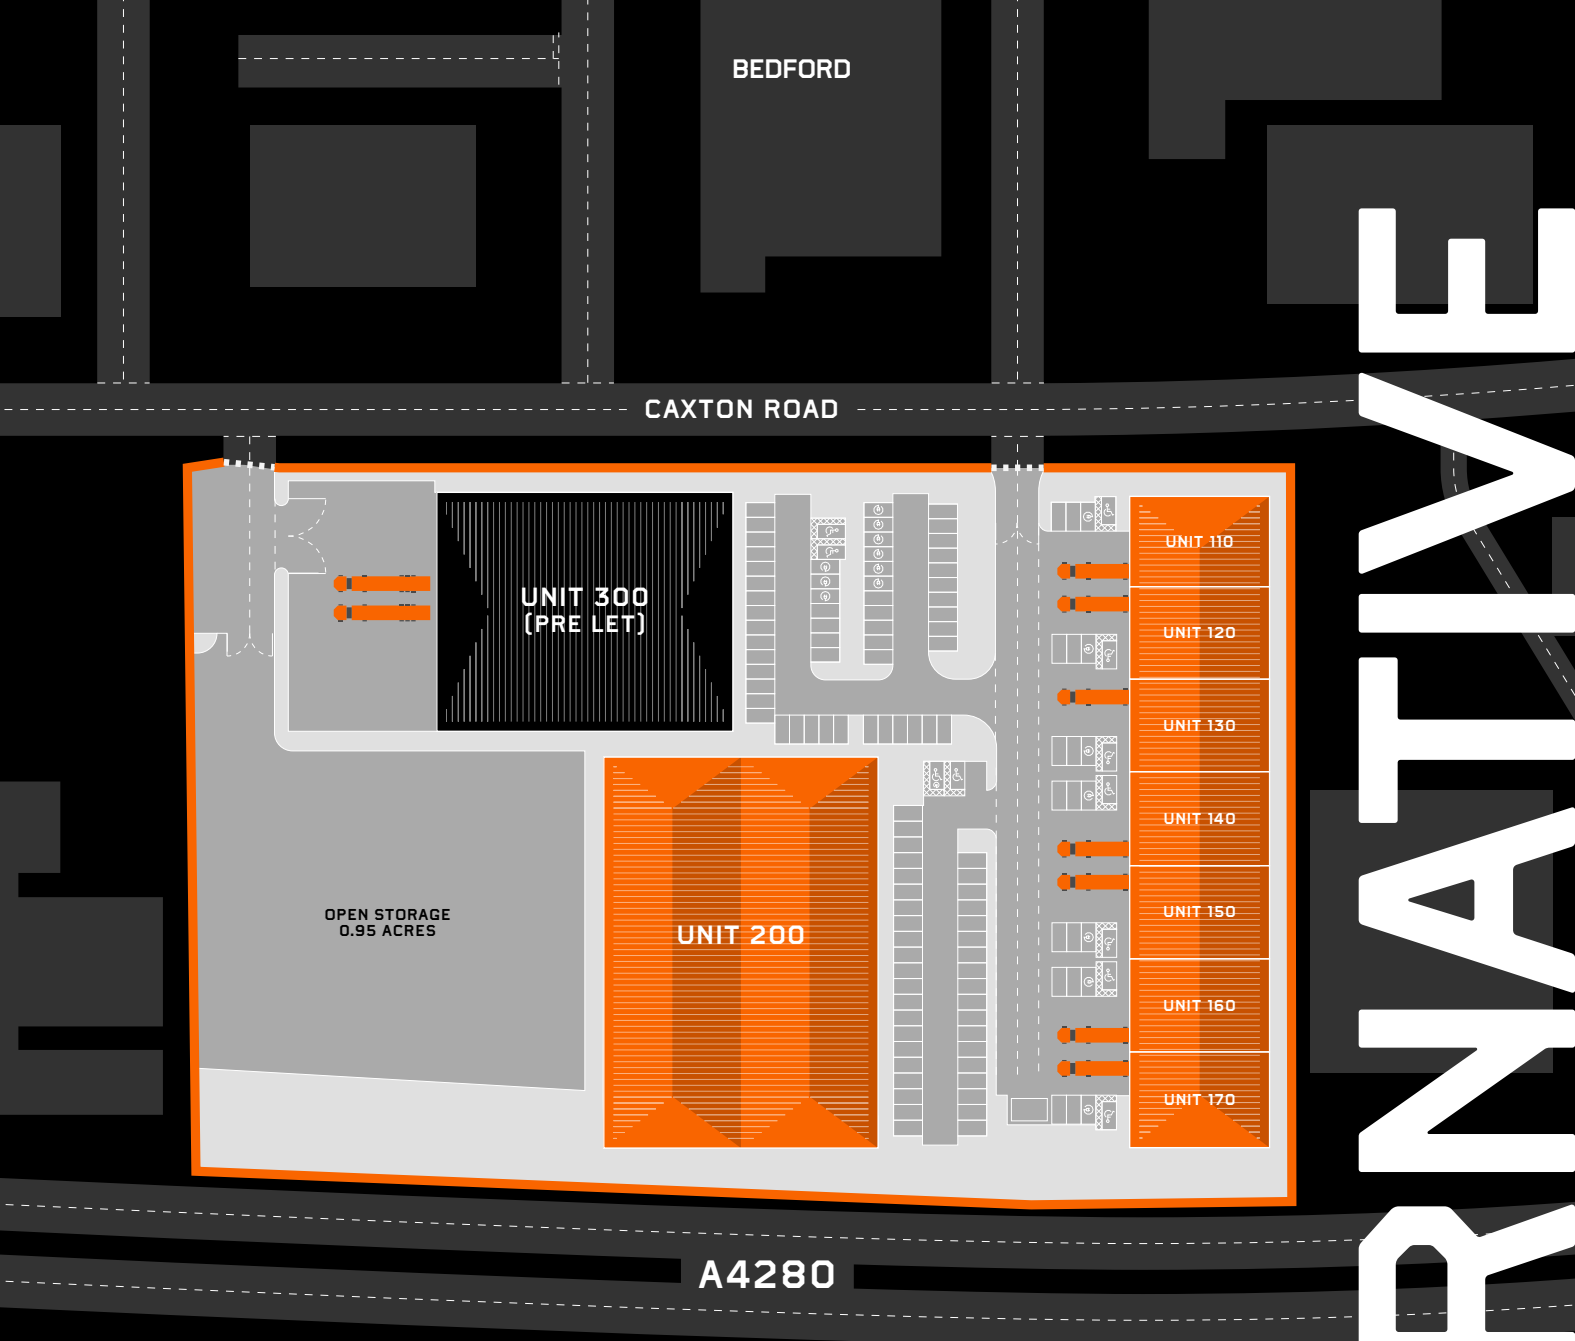 BEDFORD
CAXTON ROAD
UNIT 300
(PRE LET)
UNIT 110
UNIT 120
UNIT 130
UNIT 140
UNIT 150
UNIT 160
UNIT 170
OPEN STORAGE
0.95 ACRES
UNIT 200
A4280
RNATIVE